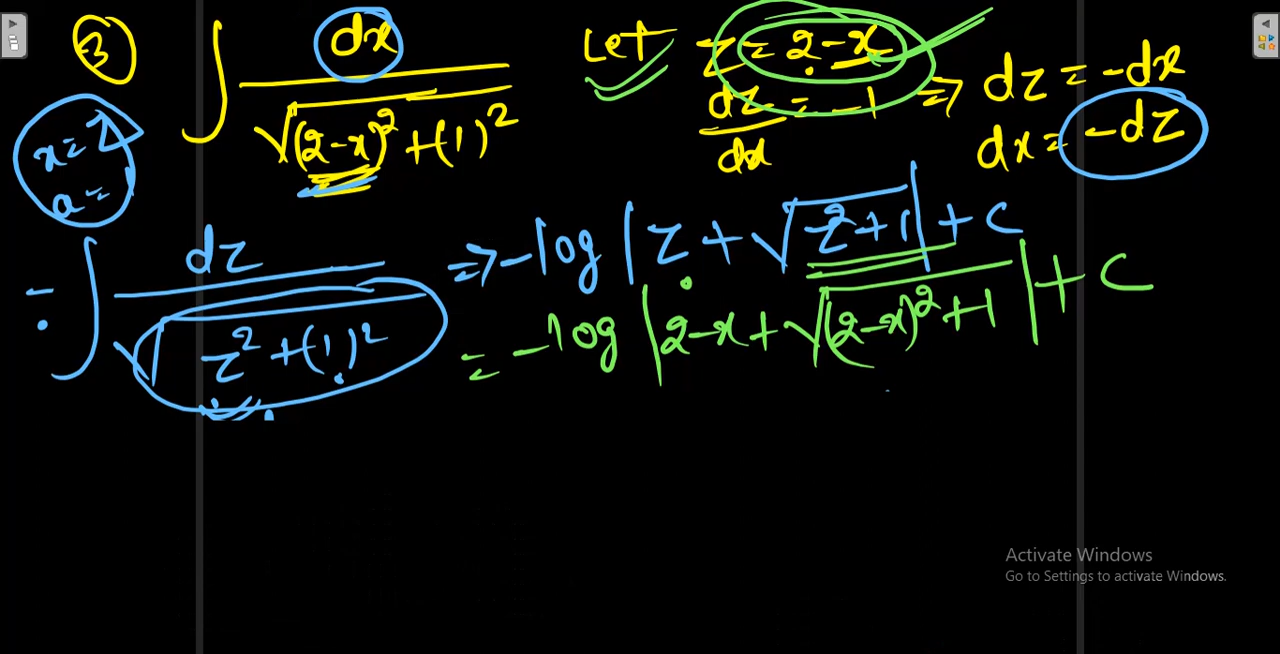 ③ ∫ dx / √((2-x)² + (1)²)
Let z = 2-x
dz/dx = -1 ⇒ dz = -dx
dx = -dz
x = z
a =
-∫ dz / √(z² + (1)²) ⇒ -log |z + √(z²+1)| + c
= -log |2-x + √((2-x)²+1)| + c
Activate Windows
Go to Settings to activate Windows.